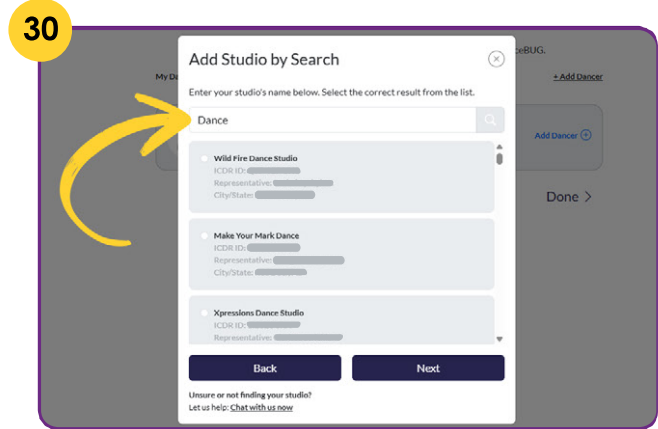 30
Add Studio by Search
ceBUG.
My Da
+ Add Dancer
Enter your studio's name below. Select the correct result from the list.
Dance
Add Dancer
Wild Fire Dance Studio
ICDR ID:
Representative:
City/State:
Done >
Make Your Mark Dance
ICDR ID:
Representative:
City/State:
Xpressions Dance Studio
ICDR ID:
Representative:
Back
Next
Unsure or not finding your studio?
Let us help: Chat with us now